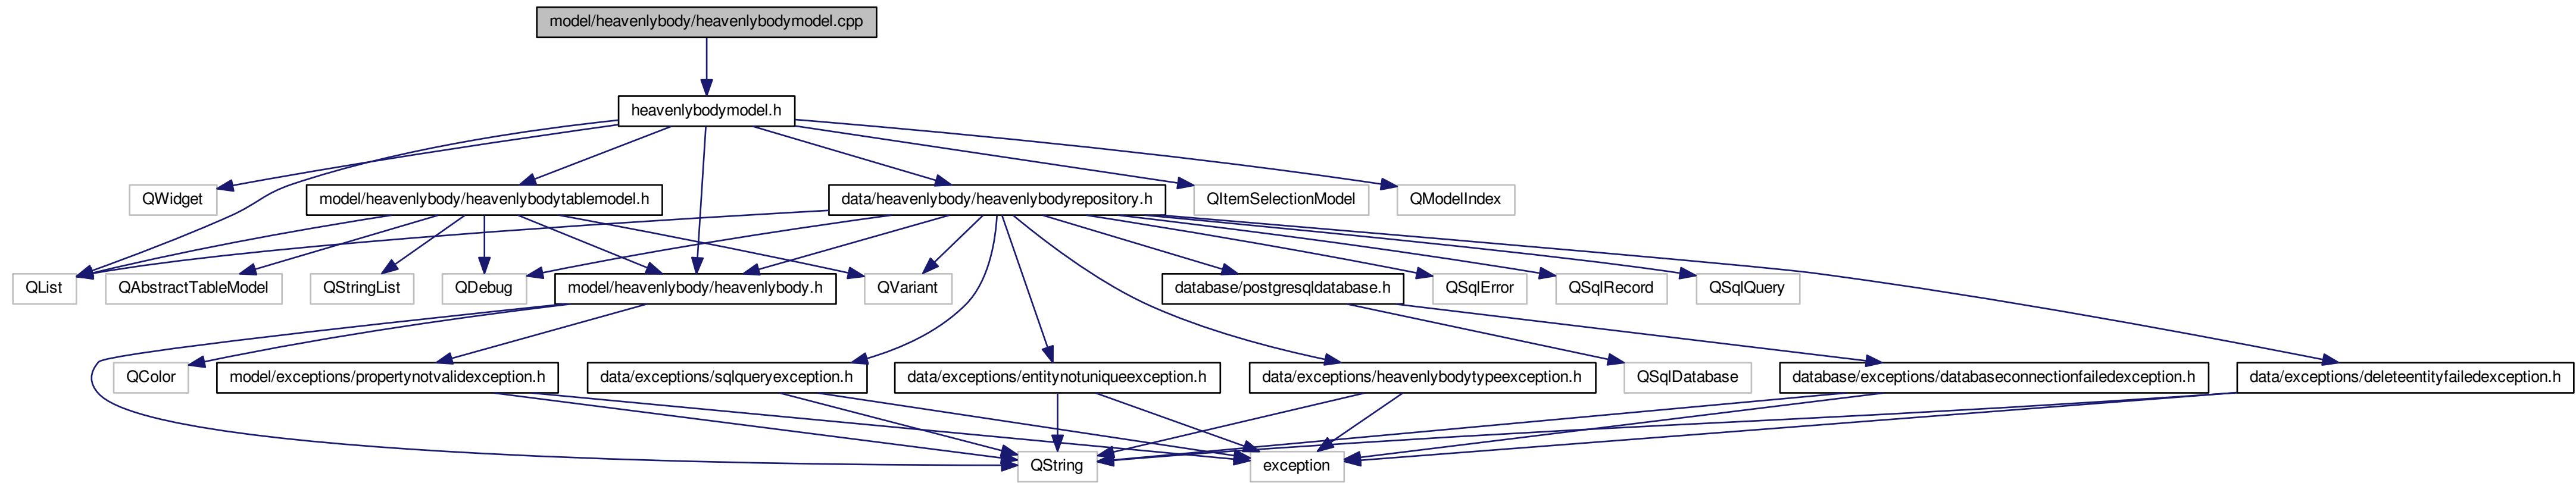 model/heavenlybody/heavenlybodymodel.cpp
heavenlybodymodel.h
QWidget
model/heavenlybody/heavenlybodytablemodel.h
data/heavenlybody/heavenlybodyrepository.h
QItemSelectionModel
QModelIndex
QList
QAbstractTableModel
QStringList
QDebug
model/heavenlybody/heavenlybody.h
QVariant
database/postgresqldatabase.h
QSqlError
QSqlRecord
QSqlQuery
QColor
model/exceptions/propertynotvalidexception.h
data/exceptions/sqlqueryexception.h
data/exceptions/entitynotuniqueexception.h
data/exceptions/heavenlybodytypeexception.h
QSqlDatabase
database/exceptions/databaseconnectionfailedexception.h
data/exceptions/deleteentityfailedexception.h
QString
exception